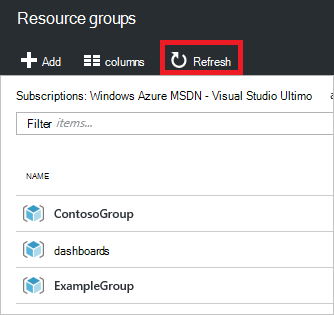 Resource groups
Add columns Refresh
Subscriptions: Windows Azure MSDN - Visual Studio Ultimo
Filter items...
NAME
ContosoGroup
dashboards
ExampleGroup